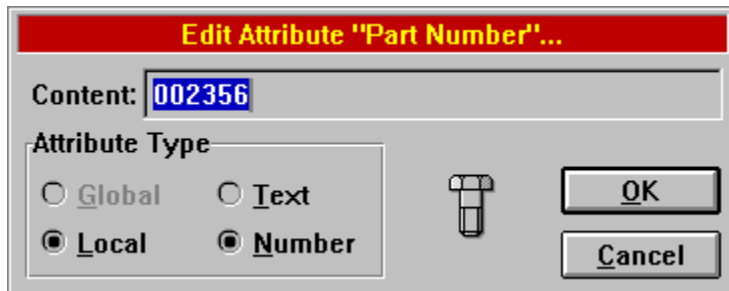 Edit Attribute "Part Number"...
Content: 002356
Attribute Type
Global Text
Local Number
OK
Cancel